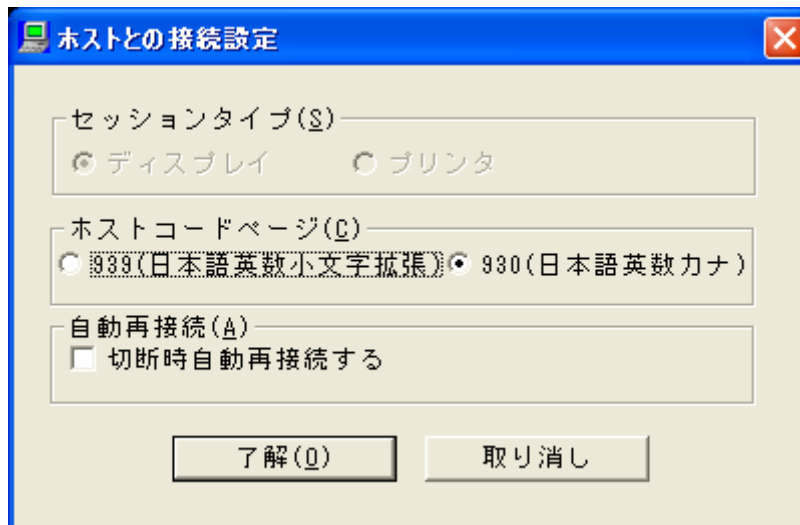 ホストとの接続設定
セッションタイプ(S)
ディスプレイ プリンタ
ホストコードページ(C)
939(日本語英数小文字拡張) 930(日本語英数カナ)
自動再接続(A)
切断時自動再接続する
了解(O) 取り消し